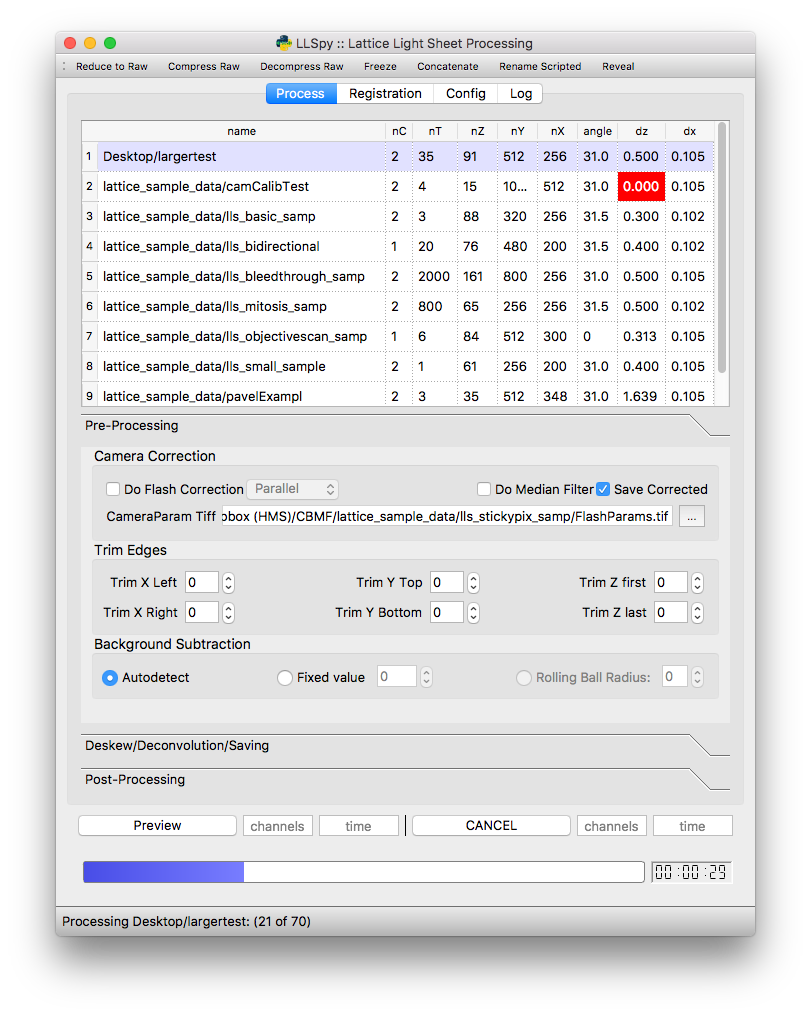 LLSpy :: Lattice Light Sheet Processing
Reduce to Raw Compress Raw Decompress Raw Freeze Concatenate Rename Scripted Reveal
Process Registration Config Log
name nC nT nZ nY nX angle dz dx
1 Desktop/largertest 2 35 91 512 256 31.0 0.500 0.105
2 lattice_sample_data/camCalibTest 2 4 15 10... 512 31.0 0.000 0.105
3 lattice_sample_data/lls_basic_samp 2 3 88 320 256 31.5 0.300 0.102
4 lattice_sample_data/lls_bidirectional 1 20 76 480 200 31.5 0.400 0.102
5 lattice_sample_data/lls_bleedthrough_samp 2 2000 161 800 256 31.0 0.500 0.105
6 lattice_sample_data/lls_mitosis_samp 2 800 65 256 256 31.5 0.500 0.102
7 lattice_sample_data/lls_objectivescan_samp 1 6 84 512 300 0 0.313 0.105
8 lattice_sample_data/lls_small_sample 2 1 61 256 200 31.0 0.400 0.105
9 lattice_sample_data/pavelExampl 2 3 35 512 348 31.0 1.639 0.105
Pre-Processing
Camera Correction
Do Flash Correction Parallel Do Median Filter Save Corrected
CameraParam Tiff pbox (HMS)/CBMF/lattice_sample_data/lls_stickypix_samp/FlashParams.tif ...
Trim Edges
Trim X Left 0 Trim Y Top 0 Trim Z first 0
Trim X Right 0 Trim Y Bottom 0 Trim Z last 0
Background Subtraction
Autodetect Fixed value 0 Rolling Ball Radius: 0
Deskew/Deconvolution/Saving
Post-Processing
Preview channels time CANCEL channels time
00:00:29
Processing Desktop/largertest: (21 of 70)